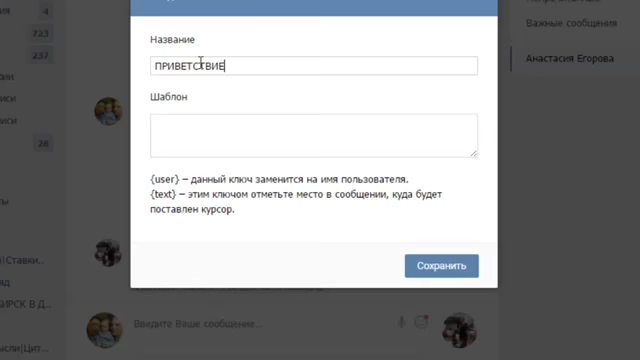 Важные сообщения
4
Название
723
237
Анастасия Егорова
ПРИВЕТСТВИЕ
Шаблон
28
{user} – данный ключ заменится на имя пользователя.
{text} – этим ключом отметьте место в сообщении, куда будет
поставлен курсор.
Сохранить
Введите Ваше сообщение...